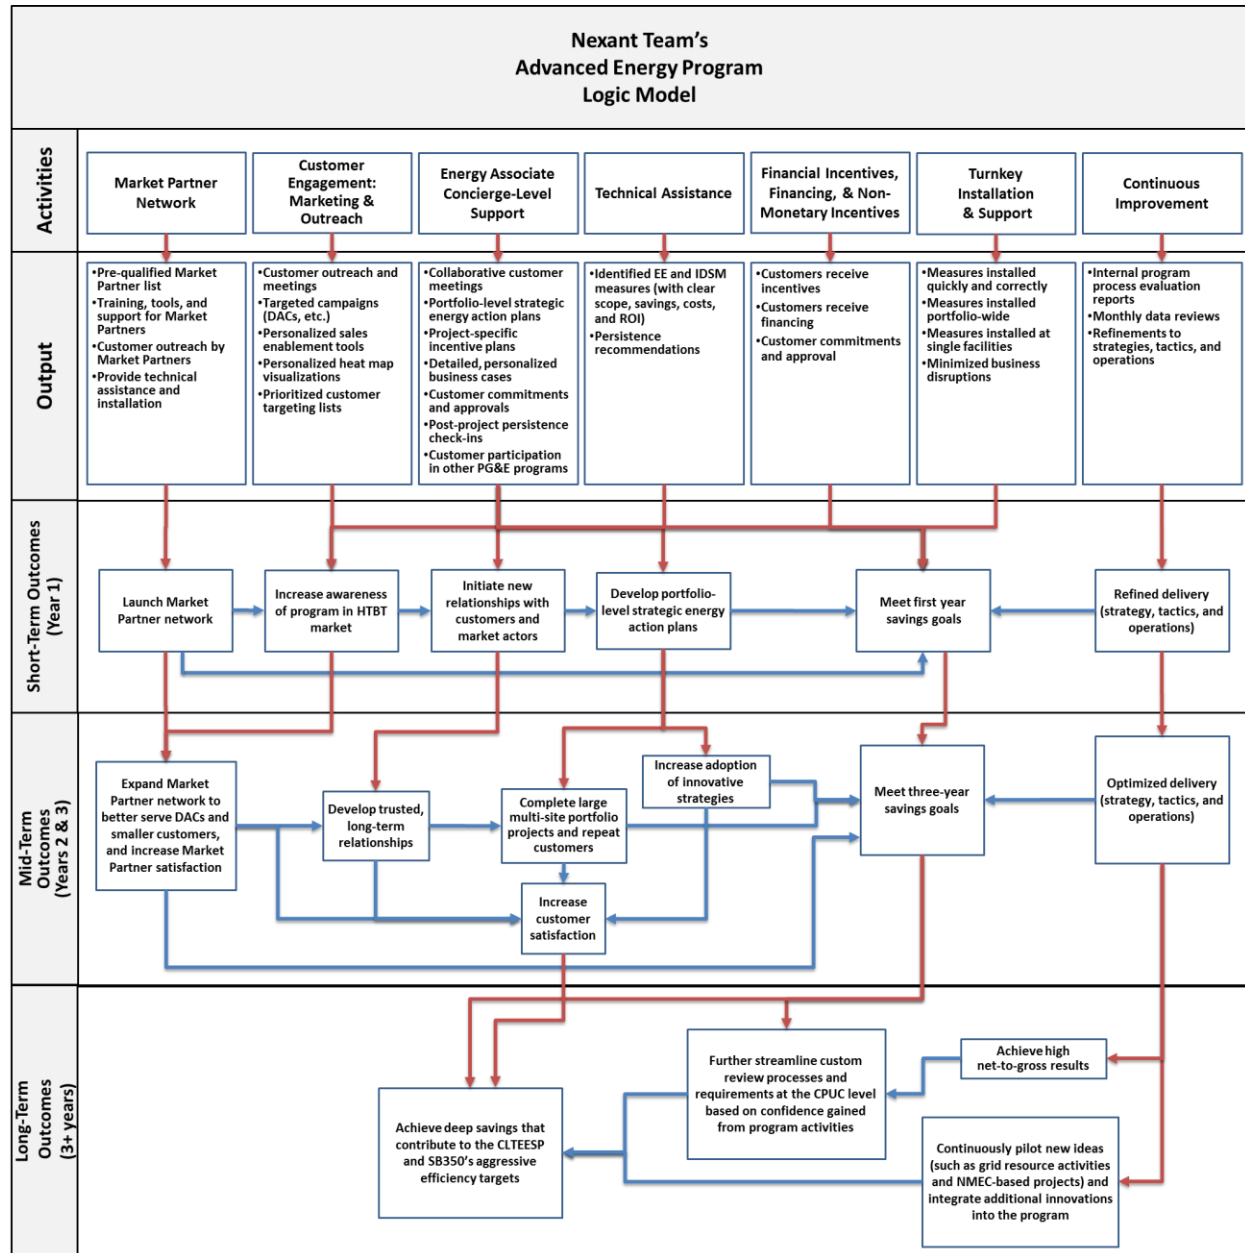 Nexant Team's
Advanced Energy Program
Logic Model
Activities
Market Partner
Network
Customer
Engagement:
Marketing &
Outreach
Energy Associate
Concierge-Level
Support
Technical Assistance
Financial Incentives,
Financing, & Non-
Monetary Incentives
Turnkey
Installation
& Support
Continuous
Improvement
Output
•Pre-qualified Market
Partner list
•Training, tools, and
support for Market
Partners
•Customer outreach by
Market Partners
•Provide technical
assistance and
installation
•Customer outreach and
meetings
•Targeted campaigns
(DACs, etc.)
•Personalized sales
enablement tools
•Personalized heat map
visualizations
•Prioritized customer
targeting lists
•Collaborative customer
meetings
•Portfolio-level strategic
energy action plans
•Project-specific
incentive plans
•Detailed, personalized
business cases
•Customer commitments
and approvals
•Post-project persistence
check-ins
•Customer participation
in other PG&E programs
•Identified EE and IDSM
measures (with clear
scope, savings, costs,
and ROI)
•Persistence
recommendations
•Customers receive
incentives
•Customers receive
financing
•Customer commitments
and approval
•Measures installed
quickly and correctly
•Measures installed
portfolio-wide
•Measures installed at
single facilities
•Minimized business
disruptions
•Internal program
process evaluation
reports
•Monthly data reviews
•Refinements to
strategies, tactics, and
operations
Short-Term Outcomes
(Year 1)
Launch Market
Partner network
Increase awareness
of program in HTBT
market
Initiate new
relationships with
customers and
market actors
Develop portfolio-
level strategic energy
action plans
Meet first year
savings goals
Refined delivery
(strategy, tactics, and
operations)
Mid-Term
Outcomes
(Years 2 & 3)
Expand Market
Partner network to
better serve DACs and
smaller customers,
and increase Market
Partner satisfaction
Develop trusted,
long-term
relationships
Complete large
multi-site portfolio
projects and repeat
customers
Increase adoption
of innovative
strategies
Meet three-year
savings goals
Optimized delivery
(strategy, tactics, and
operations)
Increase
customer
satisfaction
Long-Term
Outcomes
(3+ years)
Achieve deep savings that
contribute to the CLTEESP
and SB350's aggressive
efficiency targets
Further streamline custom
review processes and
requirements at the CPUC level
based on confidence gained
from program activities
Achieve high
net-to-gross results
Continuously pilot new ideas
(such as grid resource activities
and NMEC-based projects) and
integrate additional innovations
into the program